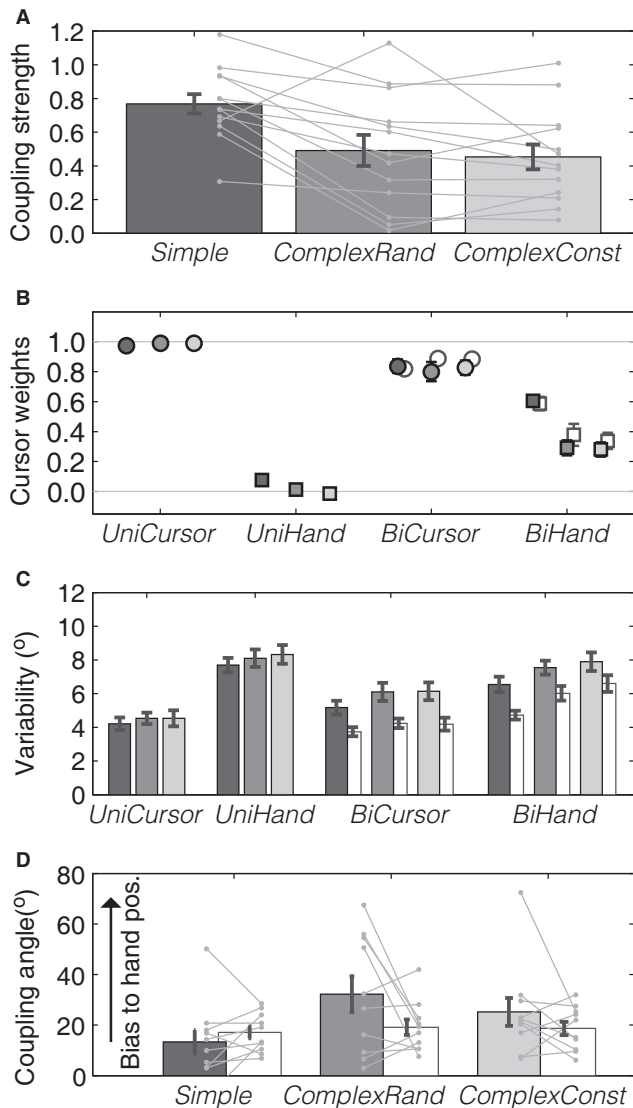 A
Coupling strength
1.2
1.0
0.8
0.6
0.4
0.2
0.0
Simple ComplexRand ComplexConst
B
Cursor weights
1.0
0.8
0.6
0.4
0.2
0.0
UniCursor UniHand BiCursor BiHand
C
Variability (º)
12
10
8
6
4
2
0
UniCursor UniHand BiCursor BiHand
D
Coupling angle(º)
80
60
40
20
0
Bias to hand pos.
Simple ComplexRand ComplexConst